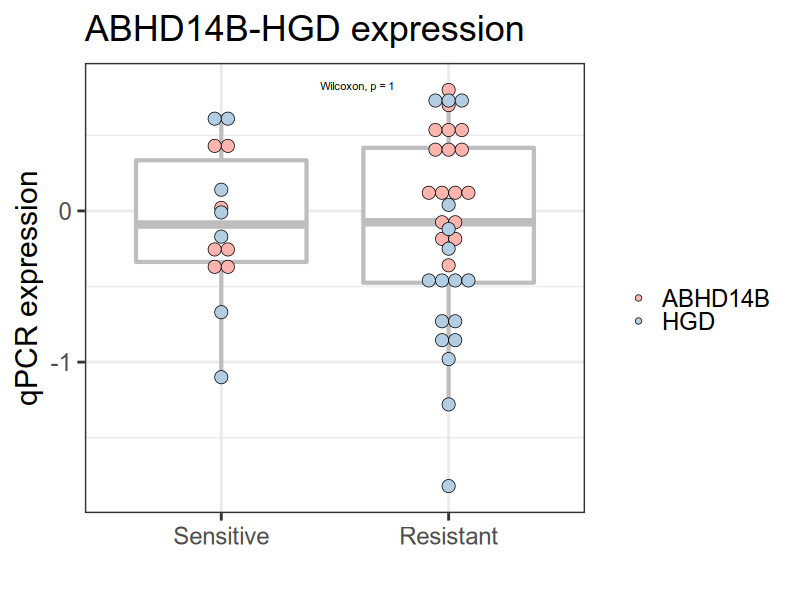 ABHD14B-HGD expression
Wilcoxon, p = 1
qPCR expression
0
-1
Sensitive
Resistant
ABHD14B
HGD